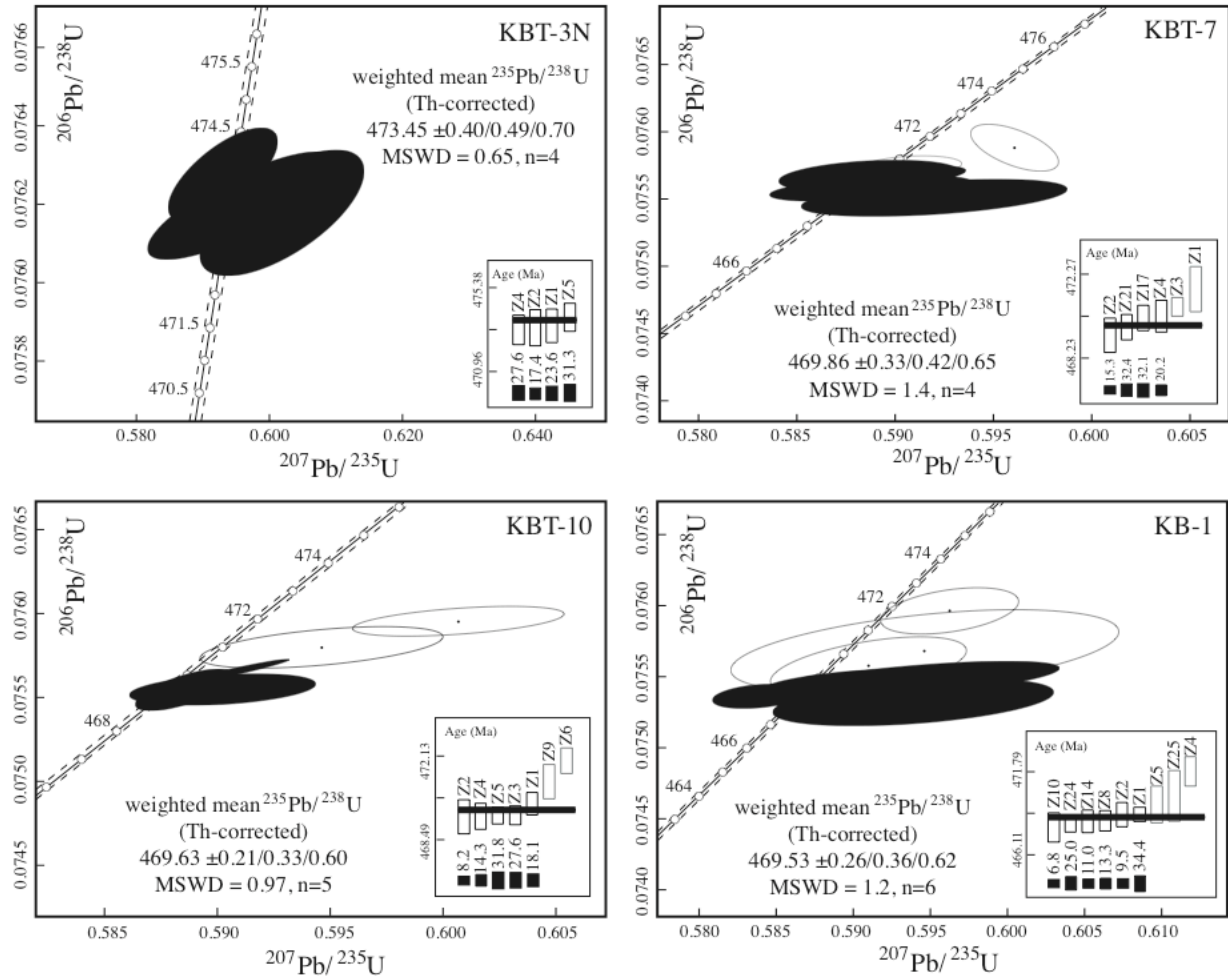 KBT-3N
²⁰⁶Pb/²³⁸U
0.0766
0.0764
0.0762
0.0760
0.0758
475.5
474.5
471.5
470.5
weighted mean ²³⁵Pb/²³⁸U
(Th-corrected)
473.45 ±0.40/0.49/0.70
MSWD = 0.65, n=4
Age (Ma)
475.38
470.96
Z4 Z2 Z1 Z5
27.6 17.4 23.6 31.3
0.580 0.600 0.620 0.640
²⁰⁷Pb/²³⁵U
KBT-7
²⁰⁶Pb/²³⁸U
0.0765
0.0760
0.0755
0.0750
0.0745
0.0740
476
474
472
466
weighted mean ²³⁵Pb/²³⁸U
(Th-corrected)
469.86 ±0.33/0.42/0.65
MSWD = 1.4, n=4
Age (Ma)
472.27
468.23
Z2 Z21 Z17 Z4 Z3 Z1
15.3 32.4 32.1 20.2
0.580 0.585 0.590 0.595 0.600 0.605
²⁰⁷Pb/²³⁵U
KBT-10
²⁰⁶Pb/²³⁸U
0.0765
0.0760
0.0755
0.0750
0.0745
474
472
468
weighted mean ²³⁵Pb/²³⁸U
(Th-corrected)
469.63 ±0.21/0.33/0.60
MSWD = 0.97, n=5
Age (Ma)
472.13
468.49
Z2 Z4 Z5 Z3 Z1 Z9 Z6
8.2 14.3 31.8 27.6 18.1
0.585 0.590 0.595 0.600 0.605
²⁰⁷Pb/²³⁵U
KB-1
²⁰⁶Pb/²³⁸U
0.0765
0.0760
0.0755
0.0750
0.0745
0.0740
474
472
466
464
weighted mean ²³⁵Pb/²³⁸U
(Th-corrected)
469.53 ±0.26/0.36/0.62
MSWD = 1.2, n=6
Age (Ma)
471.79
466.11
Z10 Z24 Z14 Z8 Z2 Z1 Z5 Z25 Z4
6.8 25.0 11.0 13.3 9.5 34.4
0.580 0.585 0.590 0.595 0.600 0.605 0.610
²⁰⁷Pb/²³⁵U